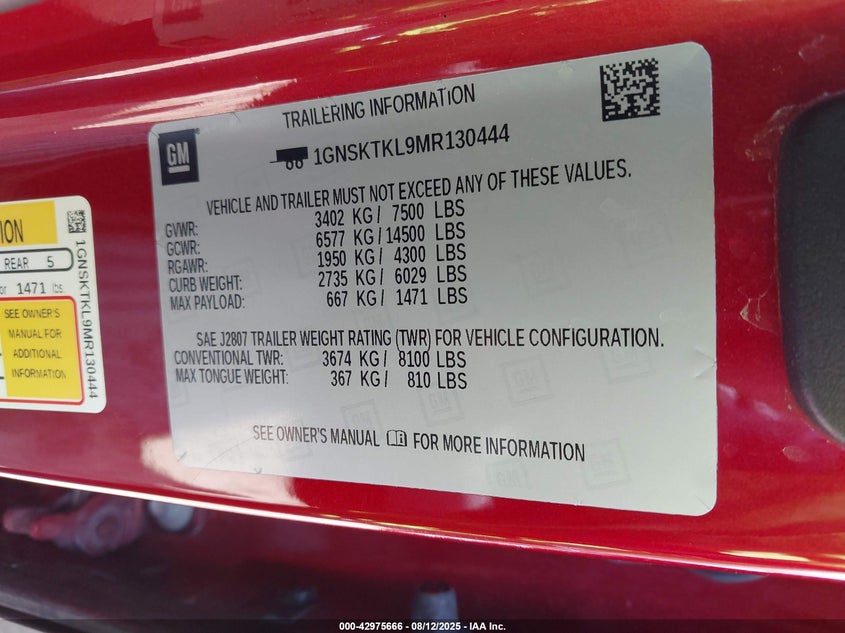 TRAILERING INFORMATION
GM
1GNSKTKL9MR130444
VEHICLE AND TRAILER MUST NOT EXCEED ANY OF THESE VALUES.
GVWR: 3402 KG / 7500 LBS
GCWR: 6577 KG / 14500 LBS
RGAWR: 1950 KG / 4300 LBS
CURB WEIGHT: 2735 KG / 6029 LBS
MAX PAYLOAD: 667 KG / 1471 LBS
SAE J2807 TRAILER WEIGHT RATING (TWR) FOR VEHICLE CONFIGURATION.
CONVENTIONAL TWR: 3674 KG / 8100 LBS
MAX TONGUE WEIGHT: 367 KG / 810 LBS
SEE OWNER'S MANUAL FOR MORE INFORMATION
REAR 5
1471 lbs.
SEE OWNER'S
MANUAL FOR
ADDITIONAL
INFORMATION
1GNSKTKL9MR130444
000-42975666 - 08/12/2025 - IAA Inc.